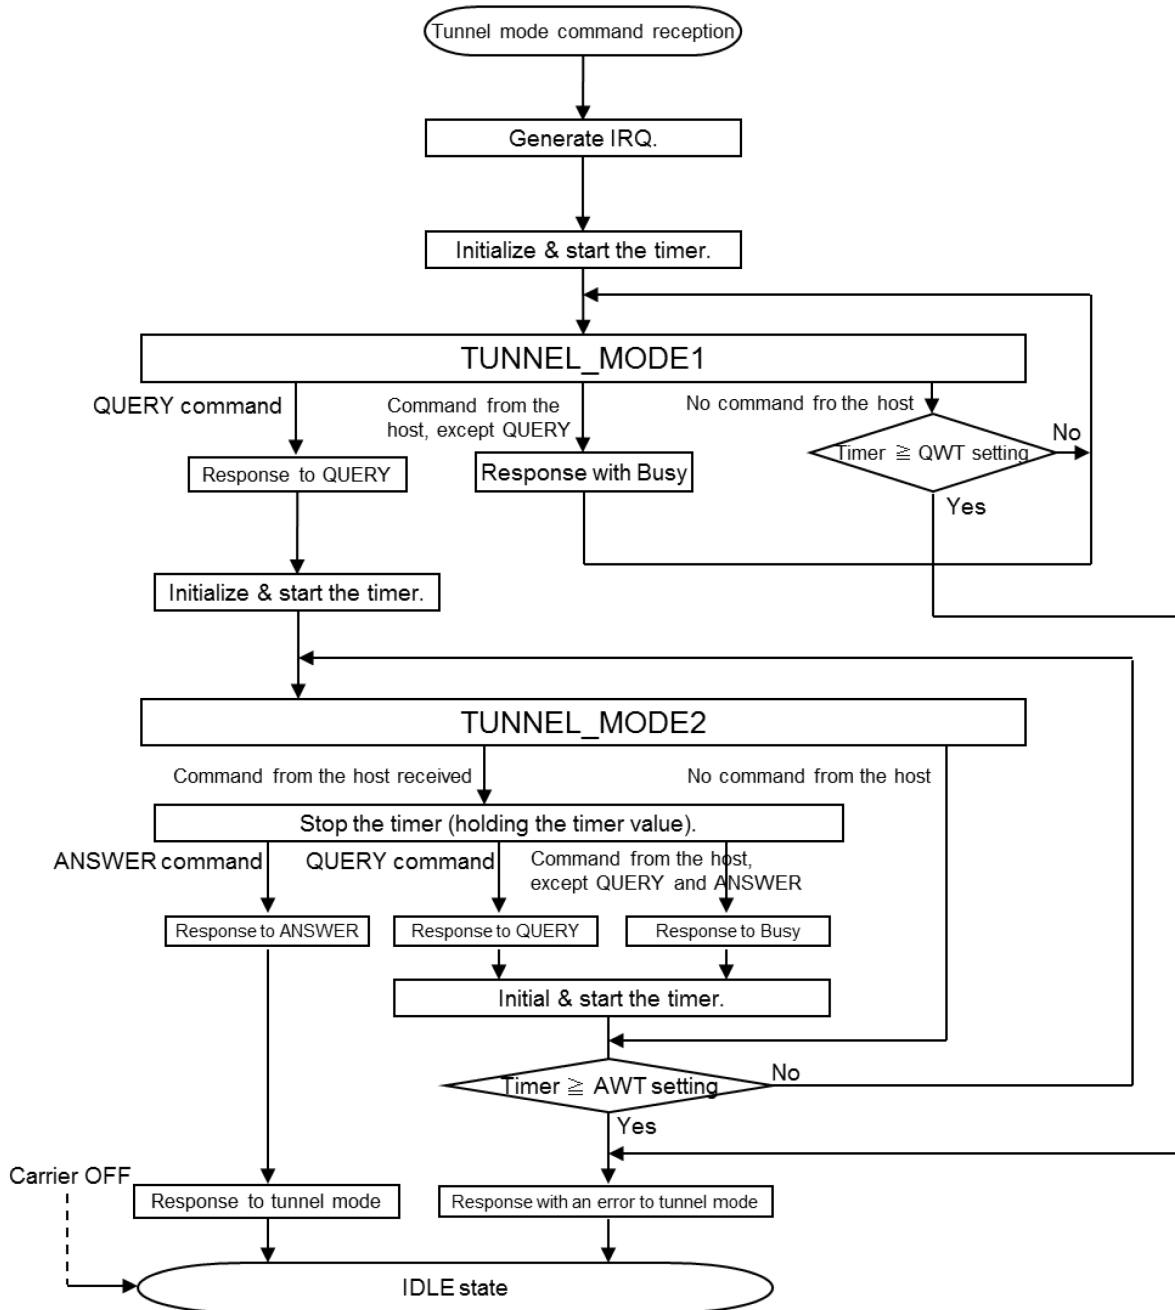 Tunnel mode command reception
Generate IRQ.
Initialize & start the timer.
TUNNEL_MODE1
QUERY command
Command from the
host, except QUERY
No command fro the host
Timer ≧ QWT setting
No
Yes
Response to QUERY
Response with Busy
Initialize & start the timer.
TUNNEL_MODE2
Command from the host received
No command from the host
Stop the timer (holding the timer value).
ANSWER command
QUERY command
Command from the host,
except QUERY and ANSWER
Response to ANSWER
Response to QUERY
Response to Busy
Initial & start the timer.
Timer ≧ AWT setting
No
Yes
Carrier OFF
Response to tunnel mode
Response with an error to tunnel mode
IDLE state